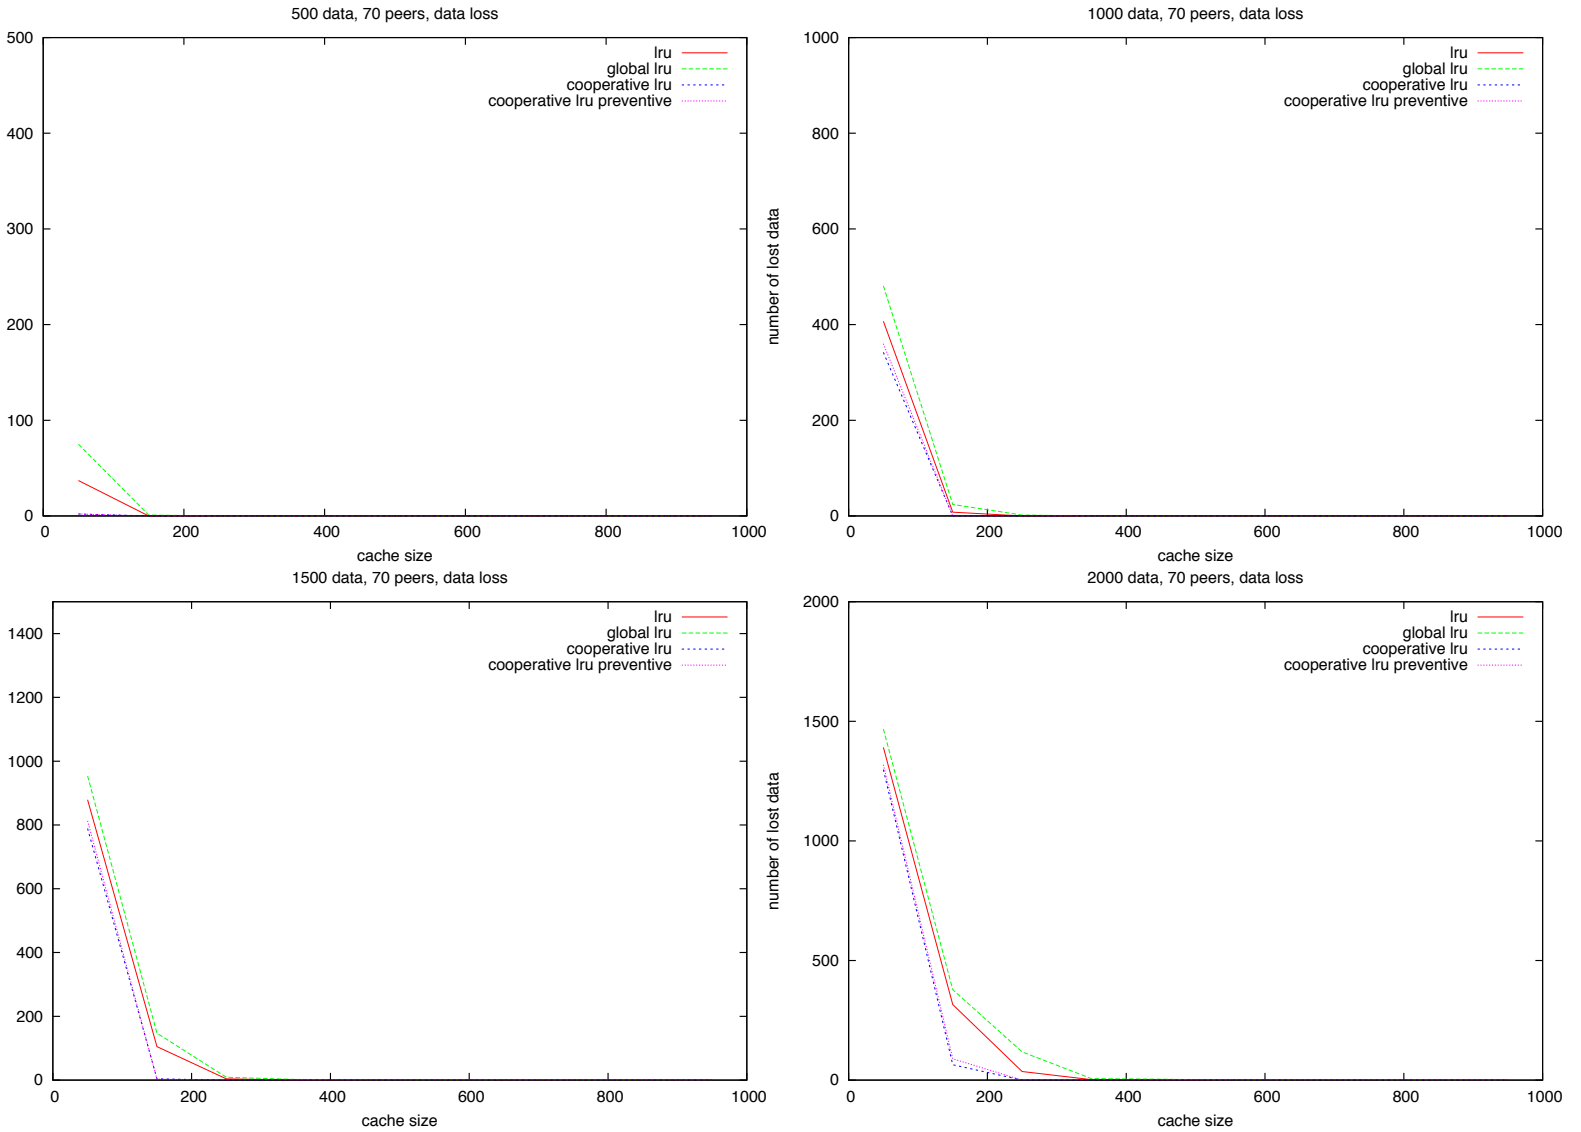 500 data, 70 peers, data loss
500
400
300
200
100
0
0 200 400 600 800 1000
cache size
lru
global lru
cooperative lru
cooperative lru preventive
1000 data, 70 peers, data loss
number of lost data
1000
800
600
400
200
0
0 200 400 600 800 1000
cache size
lru
global lru
cooperative lru
cooperative lru preventive
1500 data, 70 peers, data loss
1400
1200
1000
800
600
400
200
0
0 200 400 600 800 1000
cache size
lru
global lru
cooperative lru
cooperative lru preventive
2000 data, 70 peers, data loss
number of lost data
2000
1500
1000
500
0
0 200 400 600 800 1000
cache size
lru
global lru
cooperative lru
cooperative lru preventive